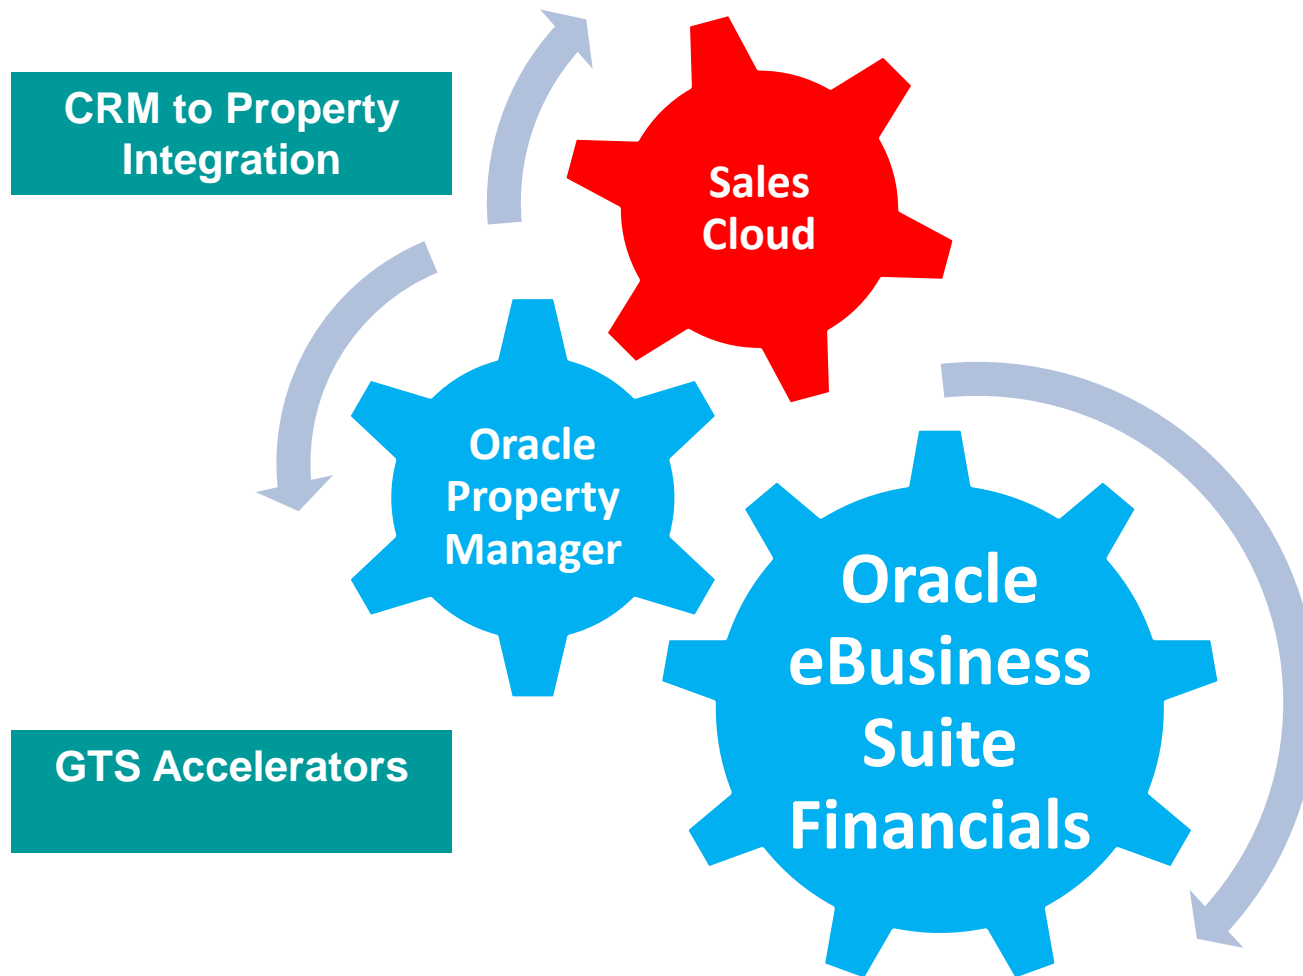 CRM to Property
Integration
Sales
Cloud
Oracle
Property
Manager
Oracle
eBusiness
Suite
Financials
GTS Accelerators